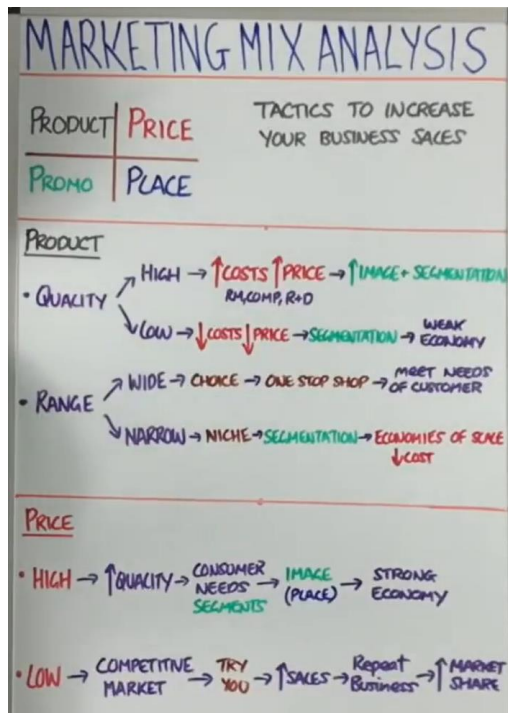 MARKETING MIX ANALYSIS
PRODUCT PRICE
PROMO PLACE
TACTICS TO INCREASE
YOUR BUSINESS SALES
PRODUCT
• QUALITY
↗ HIGH → ↑COSTS ↑PRICE → ↑IMAGE + SEGMENTATION
RM, COMP, R+D
↘ LOW → ↓COSTS ↓PRICE → SEGMENTATION → WEAK ECONOMY
• RANGE
↗ WIDE → CHOICE → ONE STOP SHOP → MEET NEEDS OF CUSTOMER
↘ NARROW → NICHE → SEGMENTATION → ECONOMIES OF SCALE
↓COST
PRICE
• HIGH → ↑QUALITY → CONSUMER NEEDS SEGMENTS → IMAGE (PLACE) → STRONG ECONOMY
• LOW → COMPETITIVE MARKET → TRY YOU → ↑SALES → Repeat Business → ↑MARKET SHARE